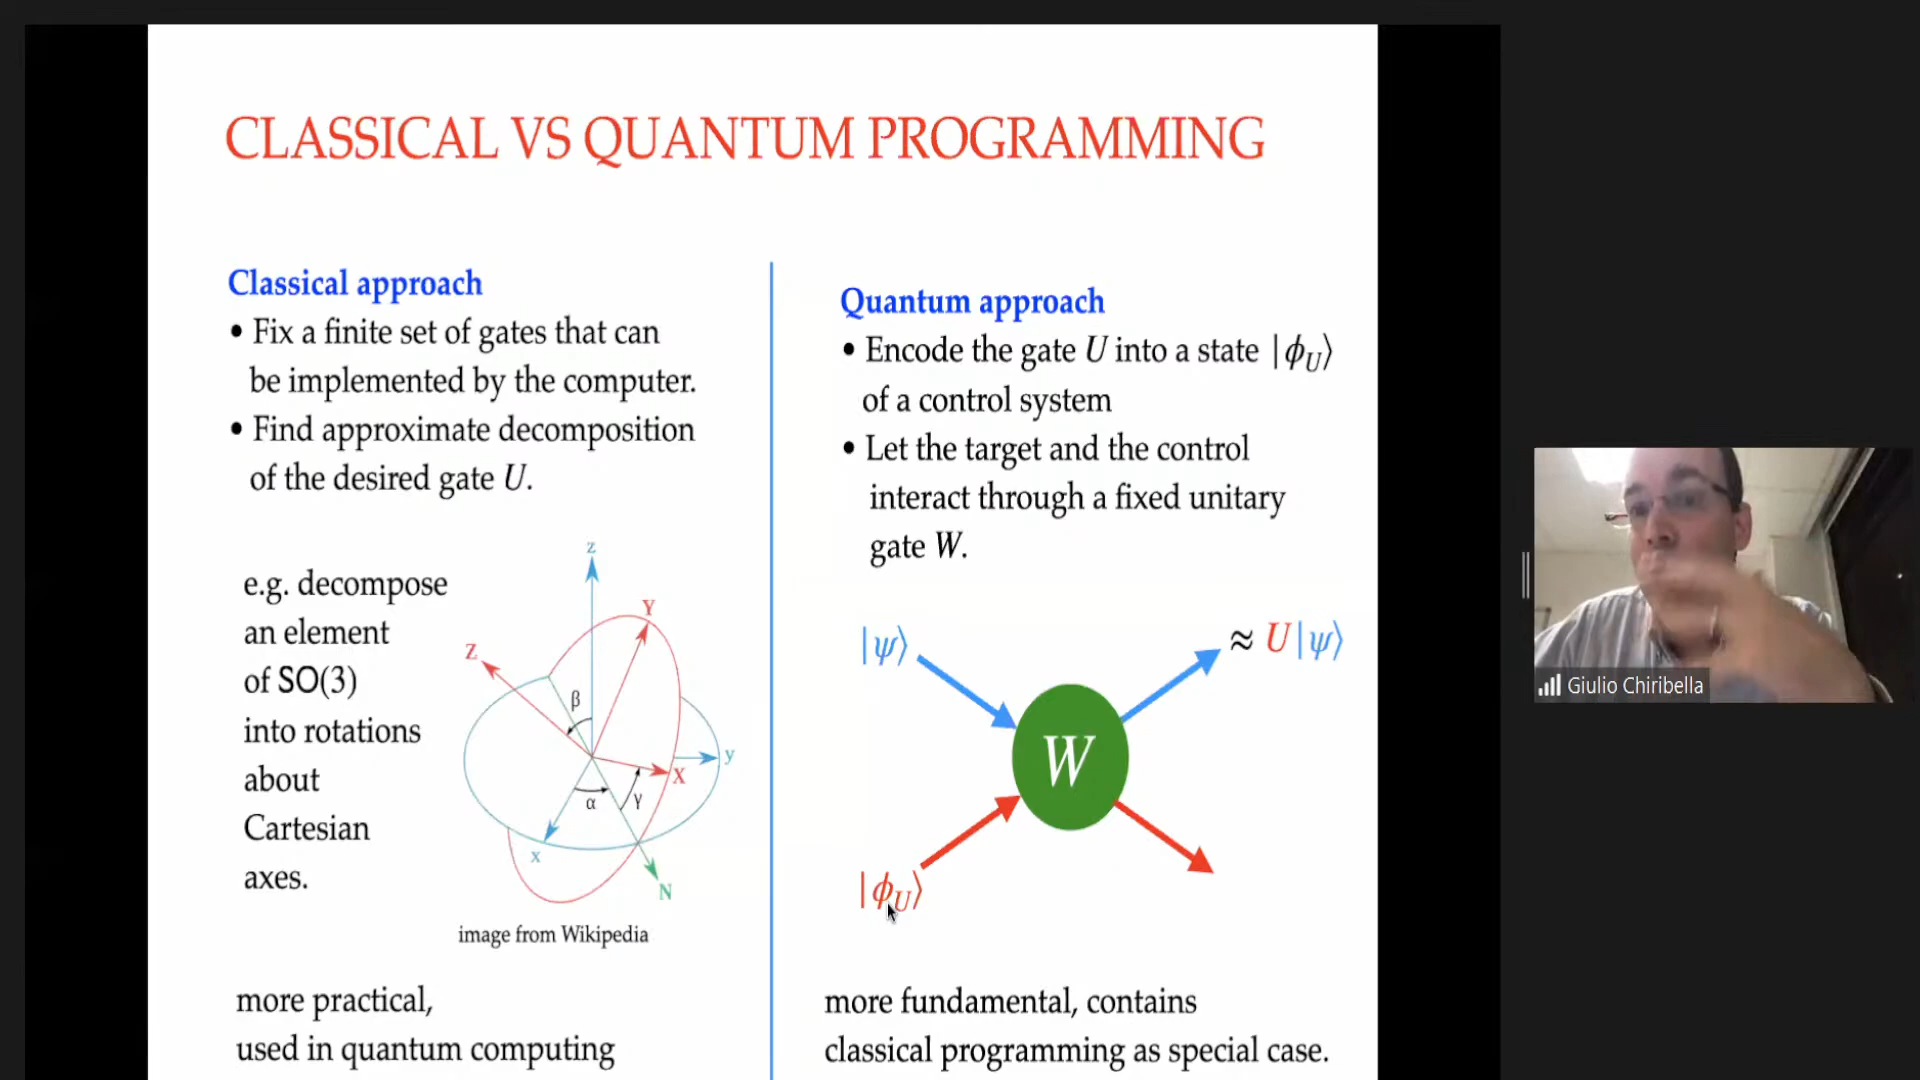 CLASSICAL VS QUANTUM PROGRAMMING
Classical approach
• Fix a finite set of gates that can
be implemented by the computer.
• Find approximate decomposition
of the desired gate U.
e.g. decompose
an element
of SO(3)
into rotations
about
Cartesian
axes.
z
Y
Z
β
y
X
α
γ
x
N
image from Wikipedia
more practical,
used in quantum computing
Quantum approach
• Encode the gate U into a state |ϕ_U⟩
of a control system
• Let the target and the control
interact through a fixed unitary
gate W.
|ψ⟩
≈ U|ψ⟩
W
|ϕ_U⟩
more fundamental, contains
classical programming as special case.
Giulio Chiribella